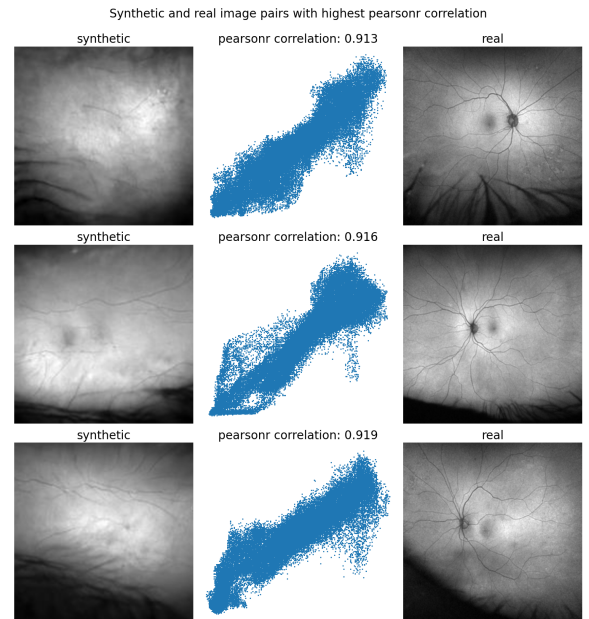 Synthetic and real image pairs with highest pearsonr correlation
synthetic
pearsonr correlation: 0.913
real
synthetic
pearsonr correlation: 0.916
real
synthetic
pearsonr correlation: 0.919
real